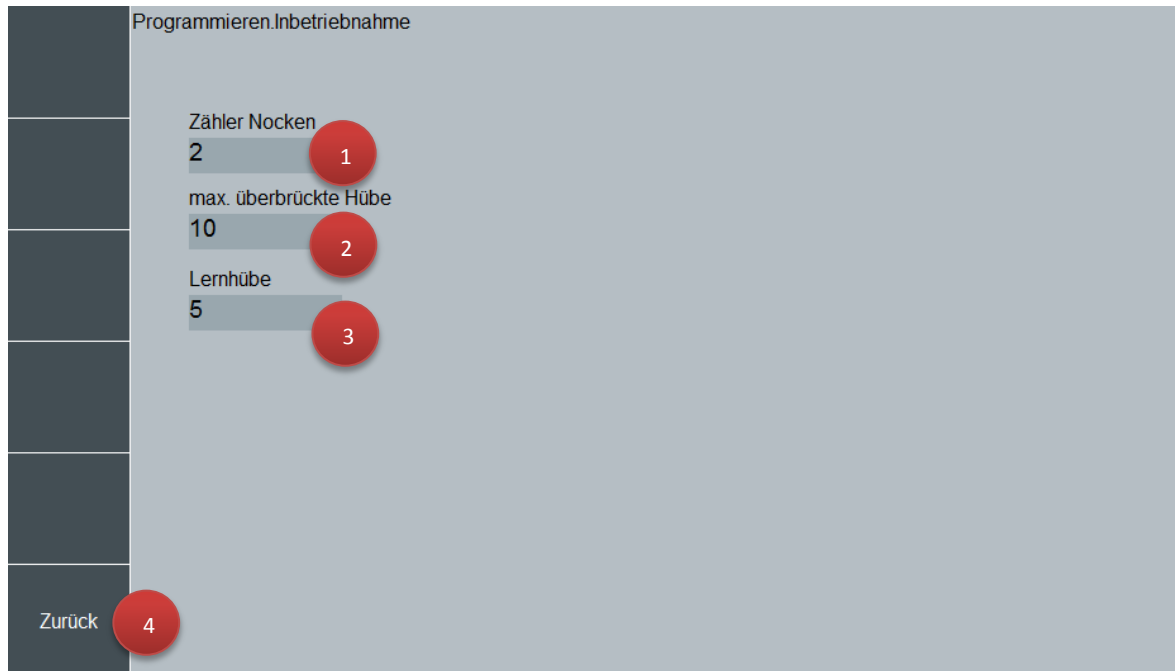 Programmieren.Inbetriebnahme
Zähler Nocken
2
1
max. überbrückte Hübe
10
2
Lernhübe
5
3
Zurück
4